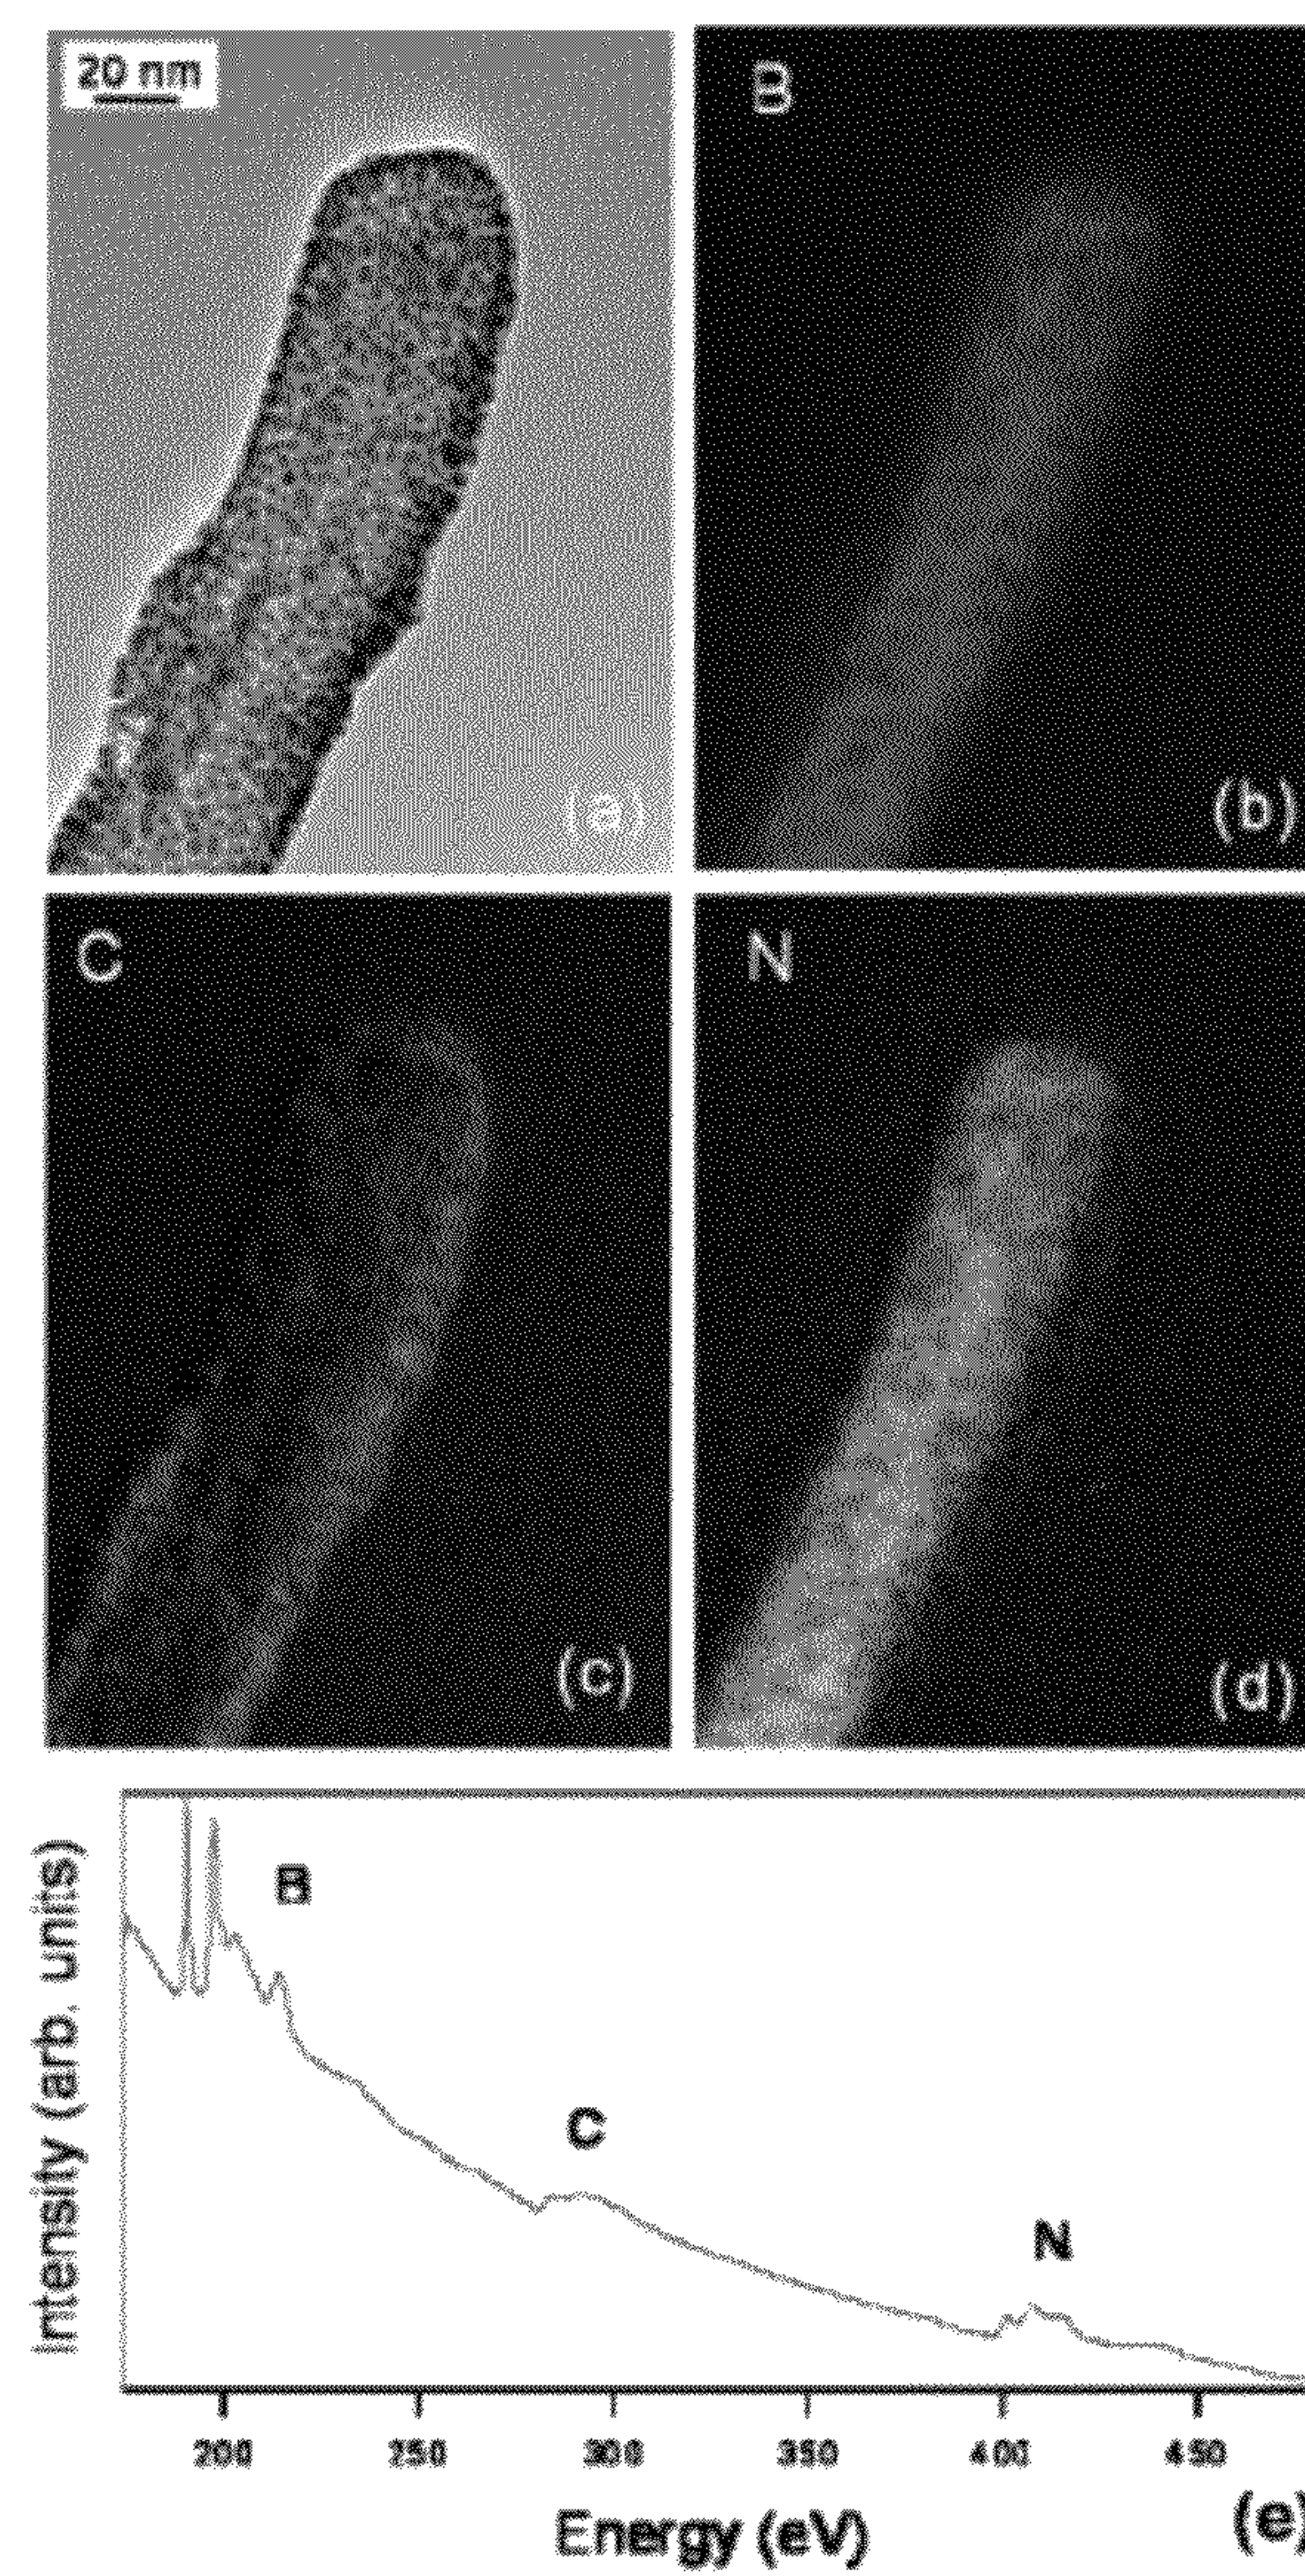 20 nm
B
(a)
(b)
C
N
(c)
(d)
Intensity (arb. units)
B
C
N
200 250 300 350 400 450
Energy (eV)
(e)